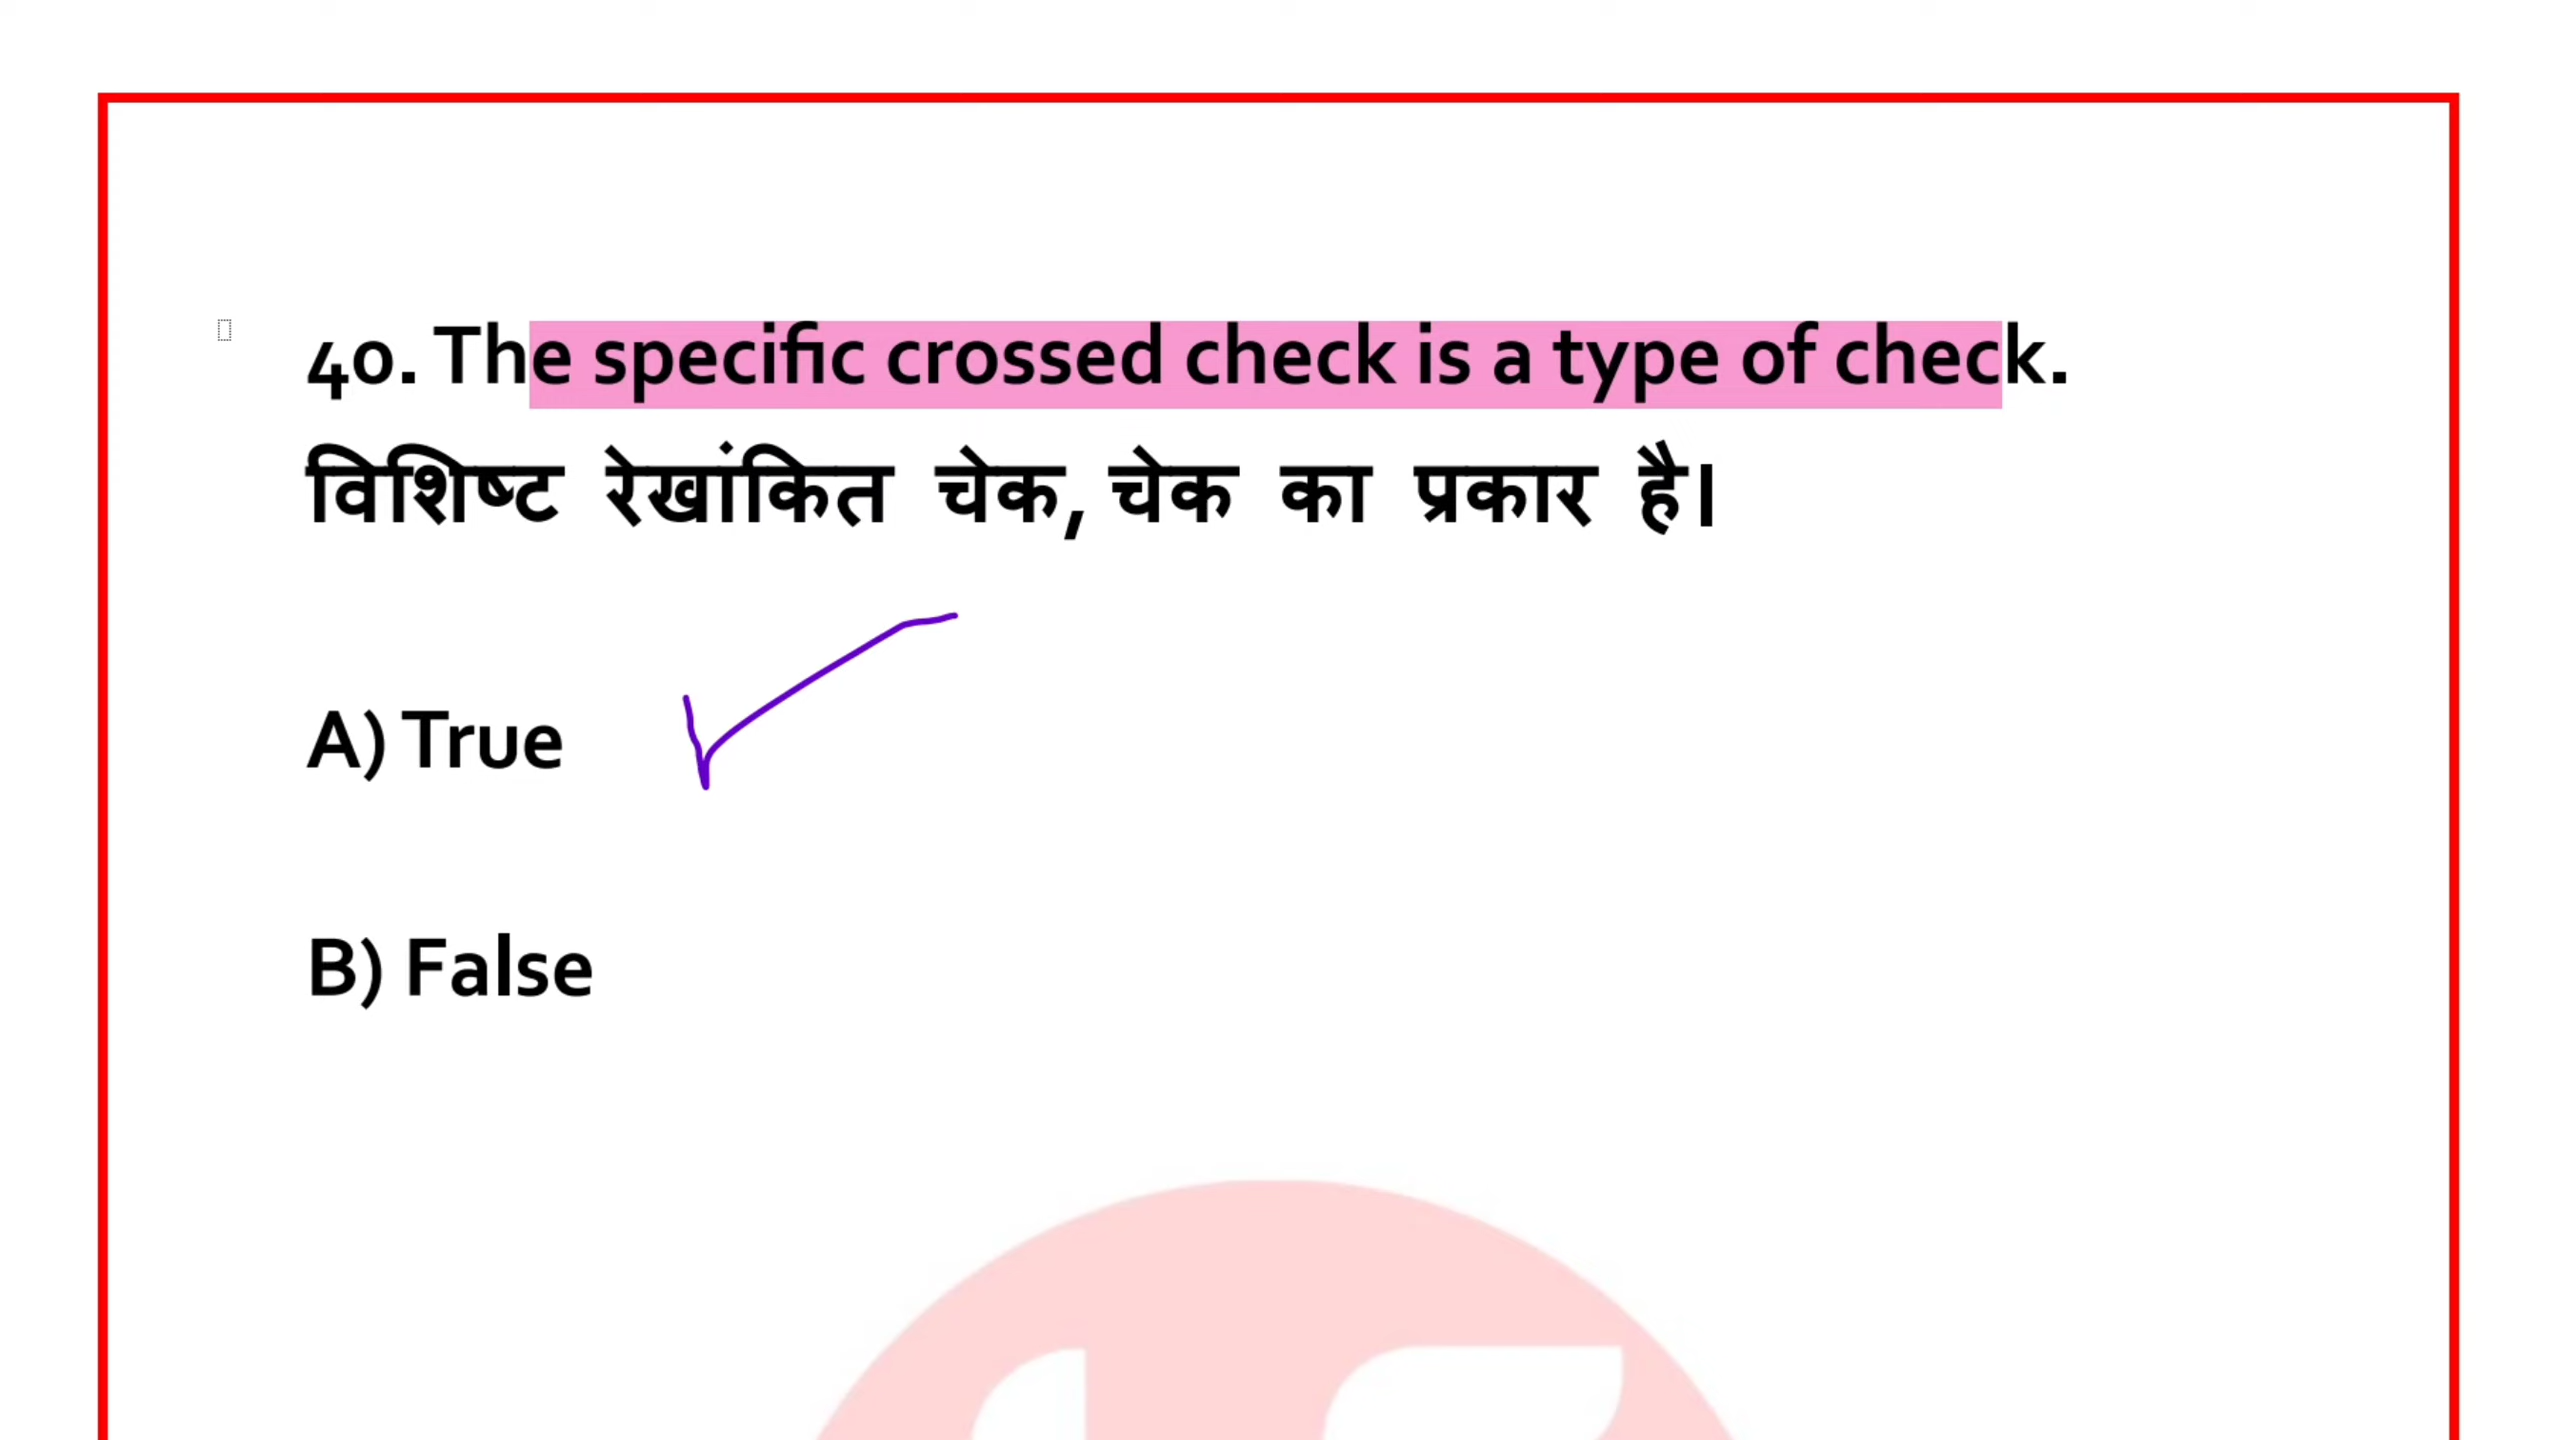 40. The specific crossed check is a type of check.
विशिष्ट रेखांकित चेक, चेक का प्रकार है।
A) True
B) False